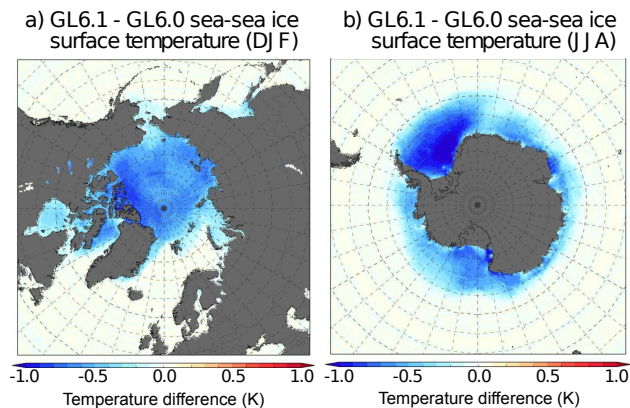 a) GL6.1 - GL6.0 sea-sea ice
surface temperature (DJF)
b) GL6.1 - GL6.0 sea-sea ice
surface temperature (JJA)
-1.0 -0.5 0.0 0.5 1.0
Temperature difference (K)
-1.0 -0.5 0.0 0.5 1.0
Temperature difference (K)